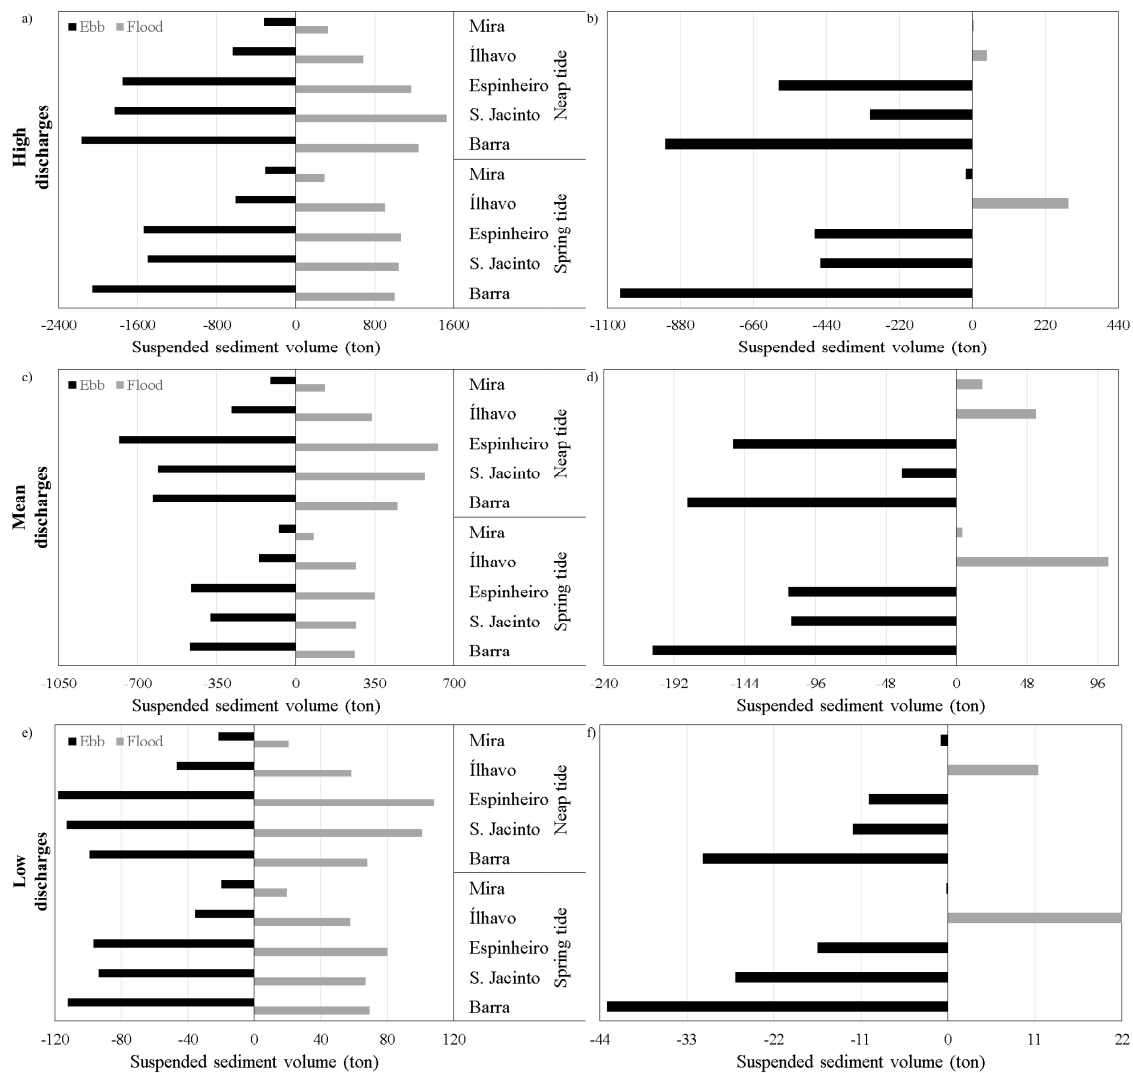 a)
Ebb Flood
High discharges
Mira
Ílhavo
Espinheiro
S. Jacinto
Barra
Neap tide
Mira
Ílhavo
Espinheiro
S. Jacinto
Barra
Spring tide
-2400 -1600 -800 0 800 1600
Suspended sediment volume (ton)
b)
-1100 -880 -660 -440 -220 0 220 440
Suspended sediment volume (ton)
c)
Ebb Flood
Mean discharges
Mira
Ílhavo
Espinheiro
S. Jacinto
Barra
Neap tide
Mira
Ílhavo
Espinheiro
S. Jacinto
Barra
Spring tide
-1050 -700 -350 0 350 700
Suspended sediment volume (ton)
d)
-240 -192 -144 -96 -48 0 48 96
Suspended sediment volume (ton)
e)
Ebb Flood
Low discharges
Mira
Ílhavo
Espinheiro
S. Jacinto
Barra
Neap tide
Mira
Ílhavo
Espinheiro
S. Jacinto
Barra
Spring tide
-120 -80 -40 0 40 80 120
Suspended sediment volume (ton)
f)
-44 -33 -22 -11 0 11 22
Suspended sediment volume (ton)